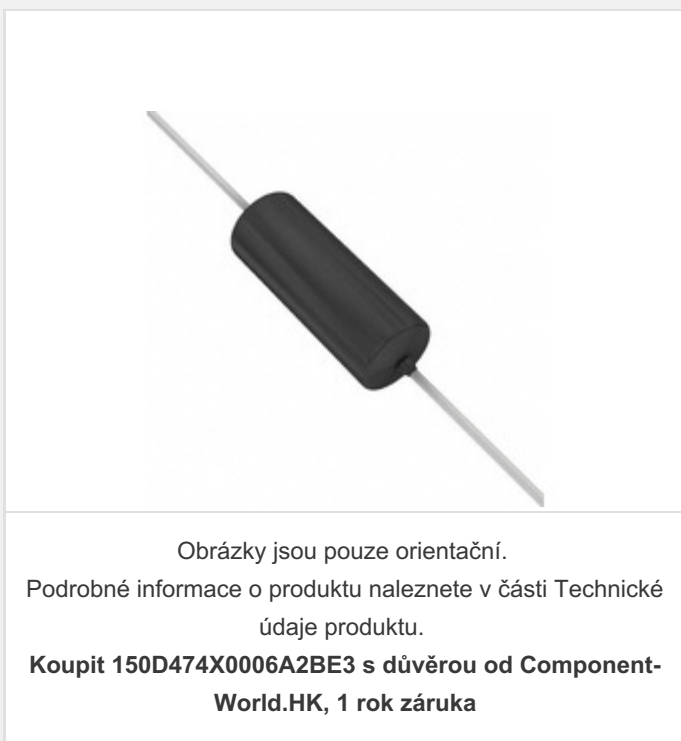 Obrázky jsou pouze orientační.
Podrobné informace o produktu naleznete v části Technické
údaje produktu.
Koupit 150D474X0006A2BE3 s důvěrou od Component-
World.HK, 1 rok záruka